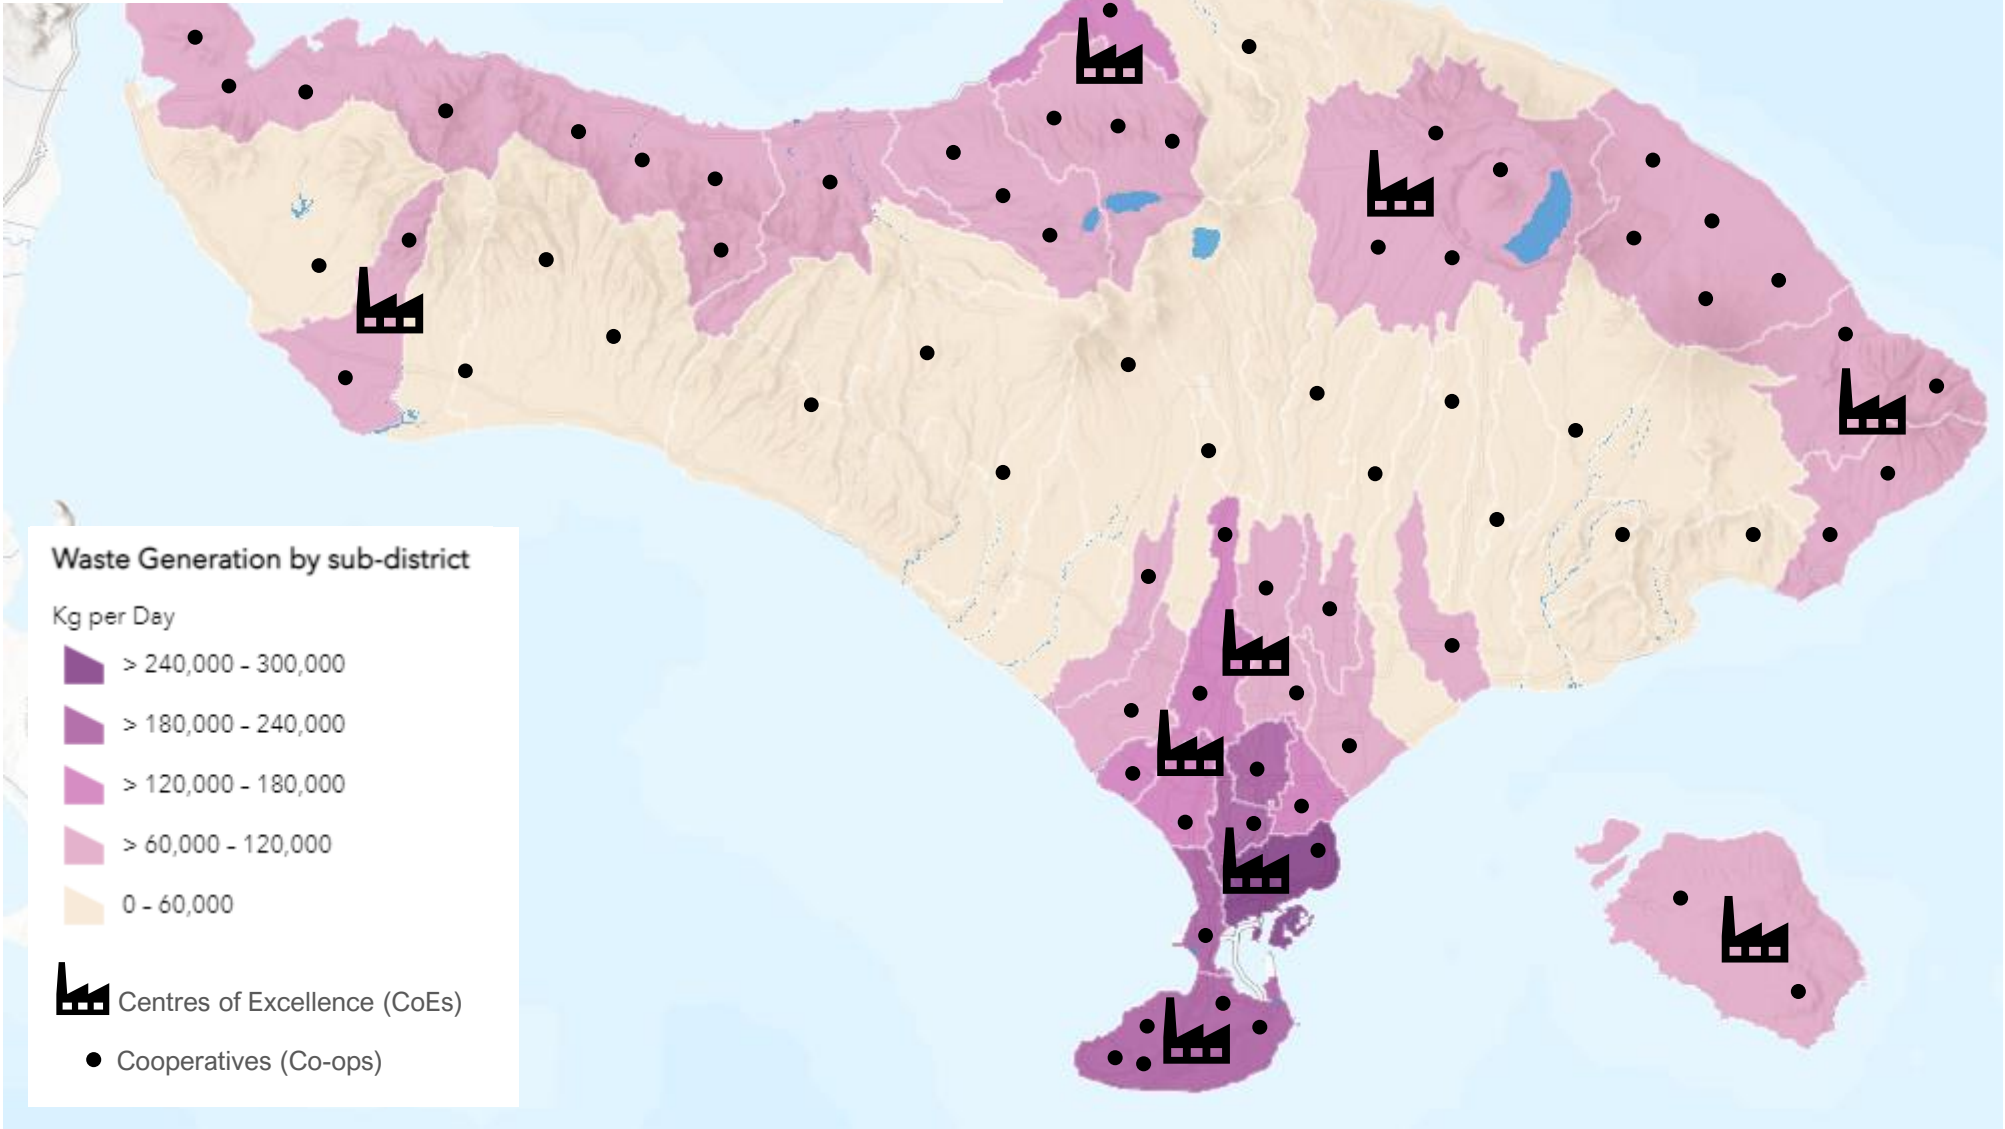 Waste Generation by sub-district
Kg per Day
> 240,000 - 300,000
> 180,000 - 240,000
> 120,000 - 180,000
> 60,000 - 120,000
0 - 60,000
Centres of Excellence (CoEs)
Cooperatives (Co-ops)